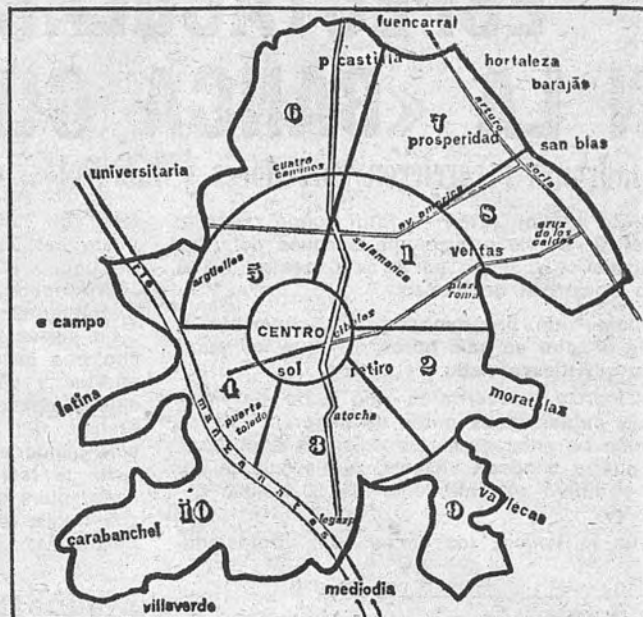 fuencarral
p. castilla
hortaleza
barajas
6
7
arturo
prosperidad
san blas
soria
cuatro
caminos
universitaria
av. america
8
cruz
de los
caidos
1
ventas
salamanca
argüelles
5
plaza
roma
rio
e campo
CENTRO
cibeles
sol
retiro
2
4
latina
puerta
toledo
manzanares
atocha
moratalaz
3
10
9
vallecas
legazpi
carabanchel
mediodia
villaverde